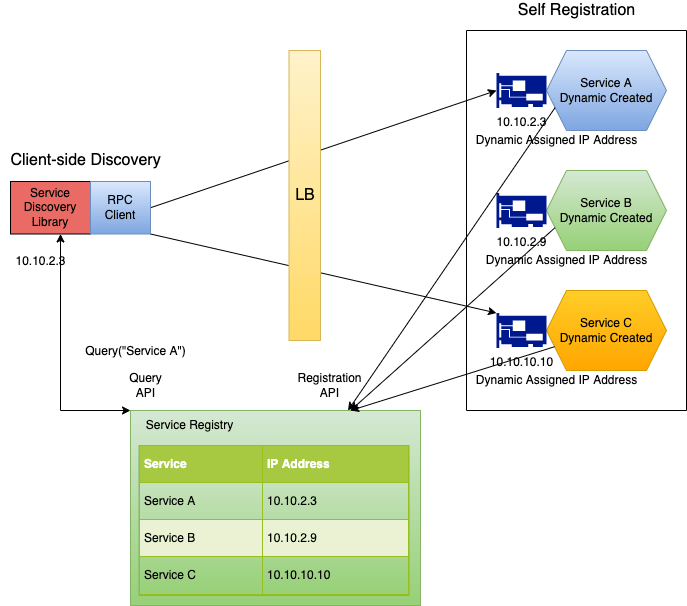 Self Registration
Service A
Dynamic Created
10.10.2.3
Dynamic Assigned IP Address
Client-side Discovery
Service
Discovery
Library
RPC
Client
LB
Service B
Dynamic Created
10.10.2.9
Dynamic Assigned IP Address
10.10.2.3
Service C
Dynamic Created
10.10.10.10
Dynamic Assigned IP Address
Query("Service A")
Query
API
Registration
API
Service Registry
Service IP Address
Service A 10.10.2.3
Service B 10.10.2.9
Service C 10.10.10.10